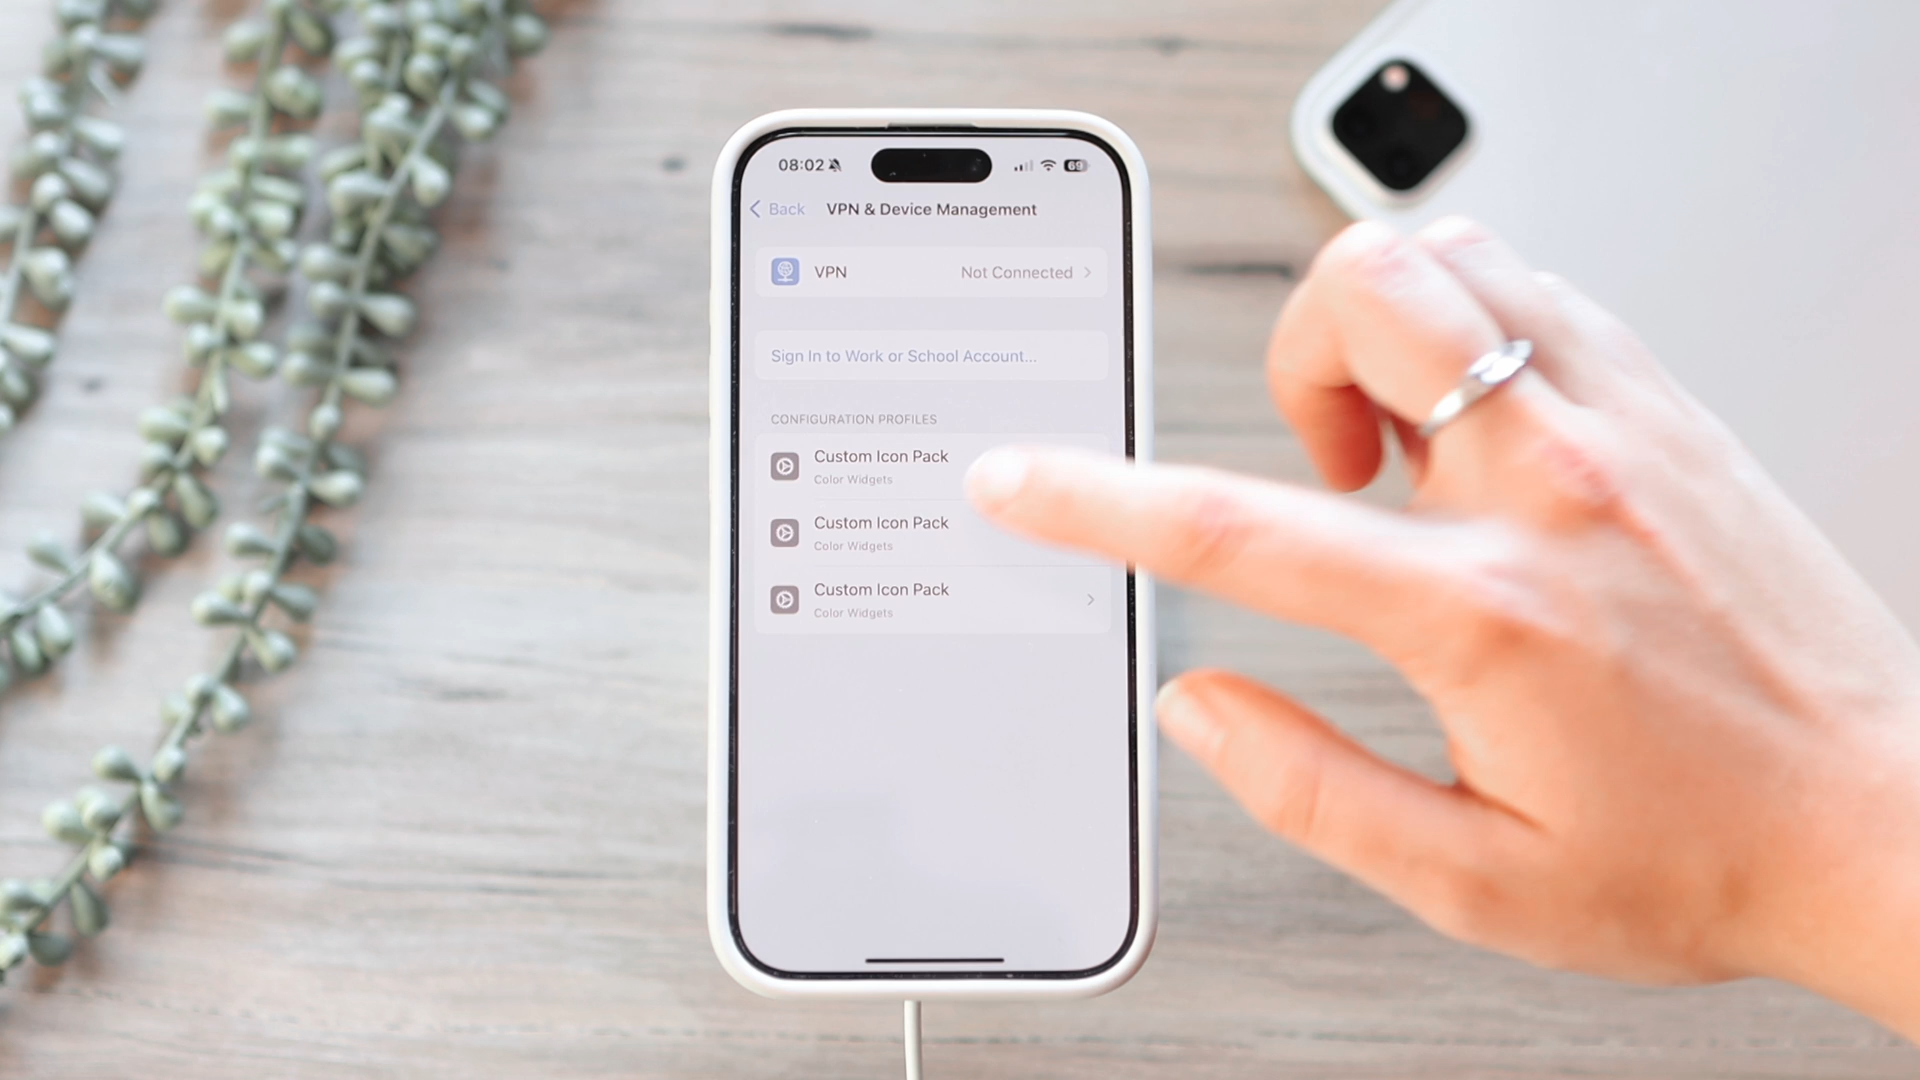 08:02
69
Back
VPN & Device Management
VPN
Not Connected
Sign In to Work or School Account...
CONFIGURATION PROFILES
Custom Icon Pack
Color Widgets
Custom Icon Pack
Color Widgets
Custom Icon Pack
Color Widgets